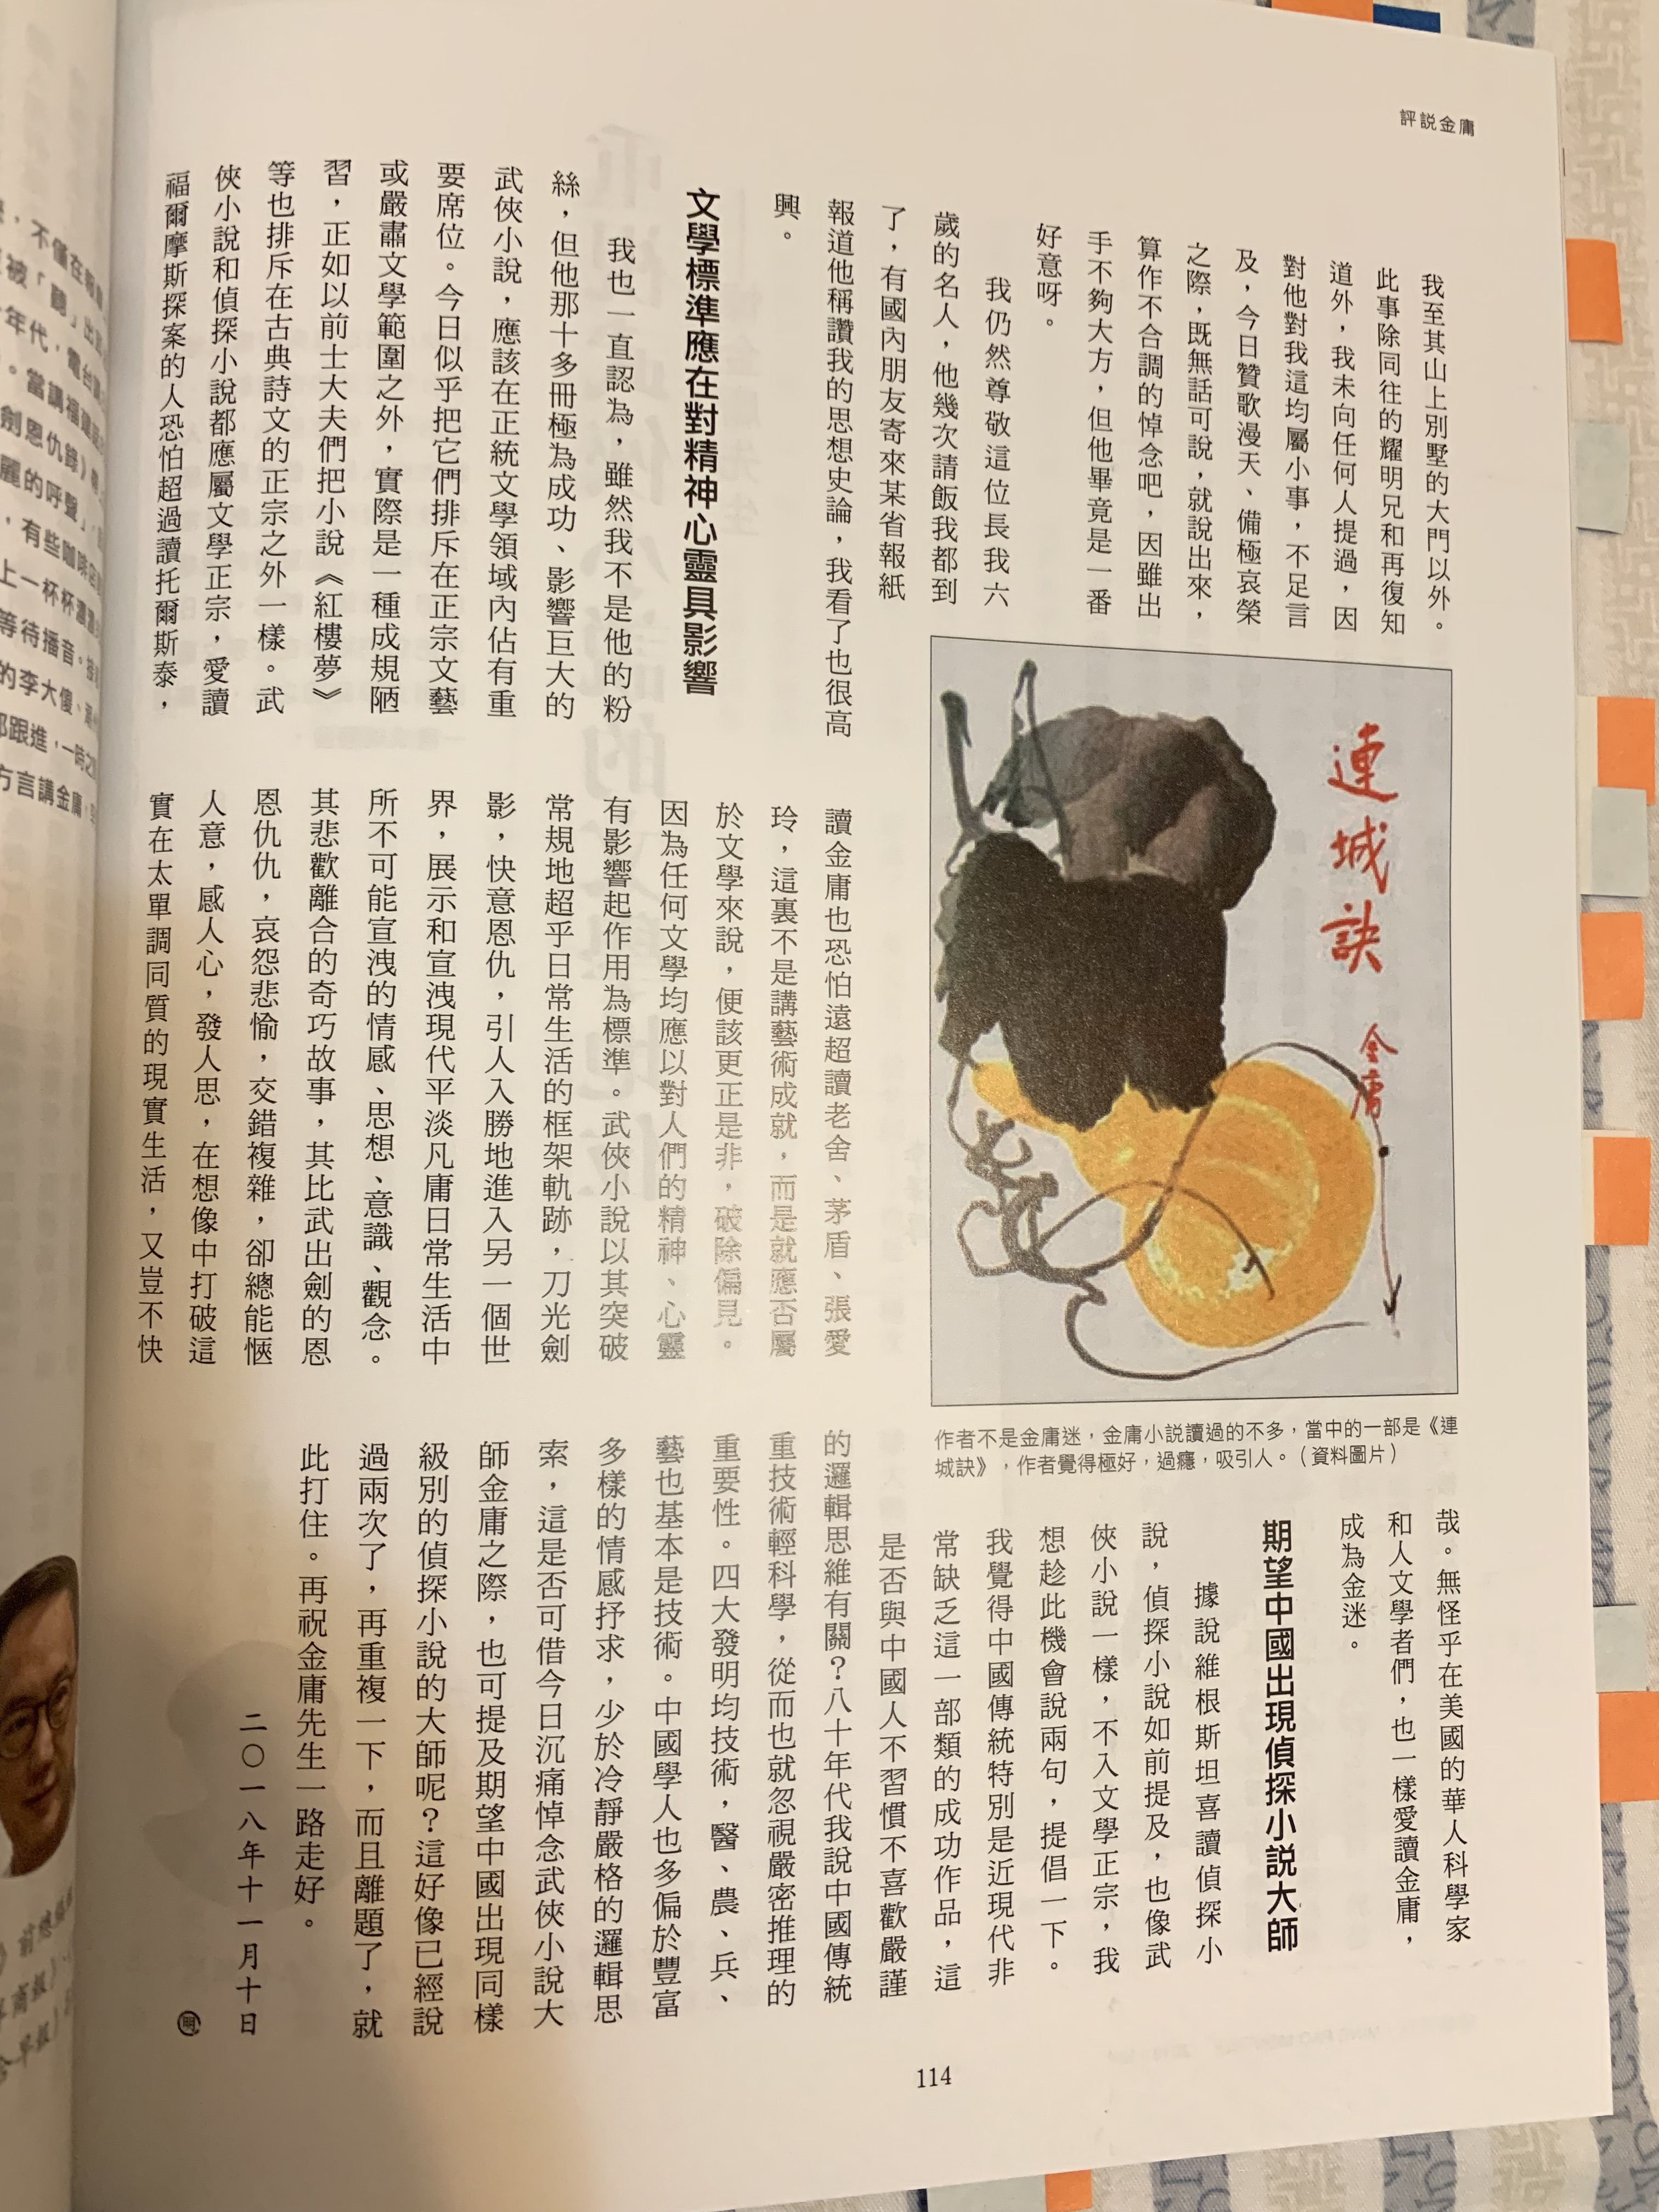 評説金庸
我至其山上別墅的大門以外。
此事除同往的耀明兄和再復知
道外，我未向任何人提過，因
對他對我這均屬小事，不足言
及，今日贊歌漫天、備極哀榮
之際，既無話可說，就說出來，
算作不合調的悼念吧，因雖出
手不夠大方，但他畢竟是一番
好意呀。
我仍然尊敬這位長我六
歲的名人，他幾次請飯我都到
了，有國內朋友寄來某省報紙
報道他稱讚我的思想史論，我看了也很高
興。
文學標準應在對精神心靈具影響
我也一直認為，雖然我不是他的粉
絲，但他那十多冊極為成功、影響巨大的
武俠小說，應該在正統文學領域內佔有重
要席位。今日似乎把它們排斥在正宗文藝
或嚴肅文學範圍之外，實際是一種成規陋
習，正如以前士大夫們把小說《紅樓夢》
等也排斥在古典詩文的正宗之外一樣。武
俠小說和偵探小說都應屬文學正宗，愛讀
福爾摩斯探案的人恐怕超過讀托爾斯泰，
讀金庸也恐怕遠超讀老舍、茅盾、張愛
玲，這裏不是講藝術成就，而是就應否屬
於文學來說，便該更正是非，破除偏見。
因為任何文學均應以對人們的精神、心靈
有影響起作用為標準。武俠小說以其突破
常規地超乎日常生活的框架軌跡，刀光劍
影，快意恩仇，引人入勝地進入另一個世
界，展示和宣洩現代平淡凡庸日常生活中
所不可能宣洩的情感、思想、意識、觀念。
其悲歡離合的奇巧故事，其比武出劍的恩
恩仇仇，哀怨悲愉，交錯複雜，卻總能愜
人意，感人心，發人思，在想像中打破這
實在太單調同質的現實生活，又豈不快
連城訣
金庸
作者不是金庸迷，金庸小說讀過的不多，當中的一部是《連
城訣》，作者覺得極好，過癮，吸引人。（資料圖片）
哉。無怪乎在美國的華人科學家
和人文學者們，也一樣愛讀金庸，
成為金迷。
期望中國出現偵探小說大師
據說維根斯坦喜讀偵探小
說，偵探小說如前提及，也像武
俠小說一樣，不入文學正宗，我
想趁此機會說兩句，提倡一下。
我覺得中國傳統特別是近現代非
常缺乏這一部類的成功作品，這
是否與中國人不習慣不喜歡嚴謹
的邏輯思維有關？八十年代我說中國傳統
重技術輕科學，從而也就忽視嚴密推理的
重要性。四大發明均技術，醫、農、兵、
藝也基本是技術。中國學人也多偏於豐富
多樣的情感抒求，少於冷靜嚴格的邏輯思
索，這是否可借今日沉痛悼念武俠小說大
師金庸之際，也可提及期望中國出現同樣
級別的偵探小說的大師呢？這好像已經說
過兩次了，再重複一下，而且離題了，就
此打住。再祝金庸先生一路走好。
二〇一八年十一月十日
明
114